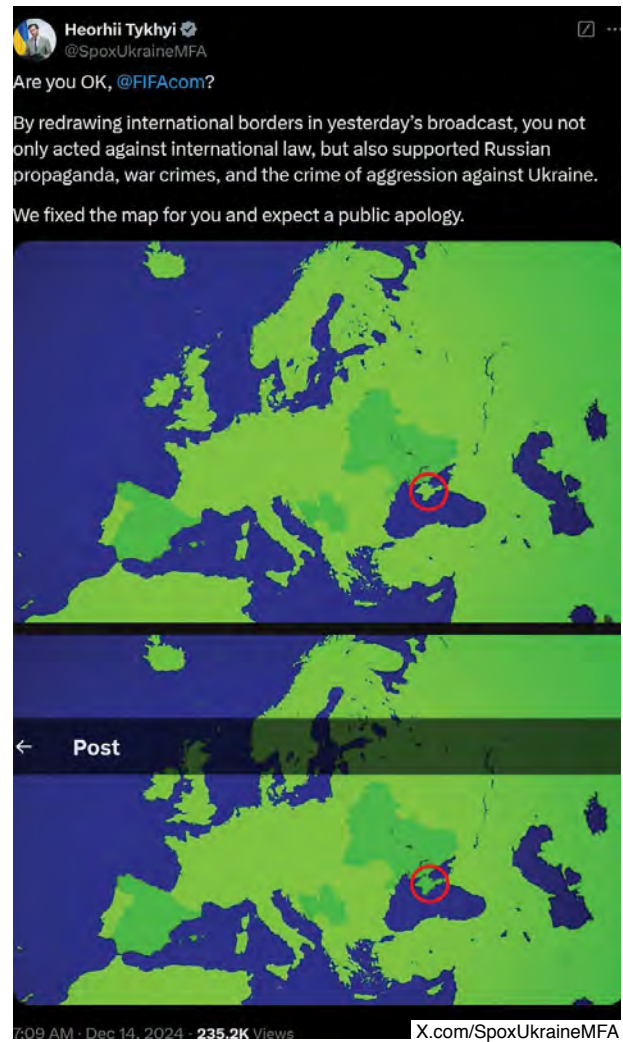 Heorhii Tykhyi
@SpoxUkraineMFA
Are you OK, @FIFAcom?
By redrawing international borders in yesterday's broadcast, you not
only acted against international law, but also supported Russian
propaganda, war crimes, and the crime of aggression against Ukraine.
We fixed the map for you and expect a public apology.
Post
7:09 AM · Dec 14, 2024 · 235.2K Views
X.com/SpoxUkraineMFA